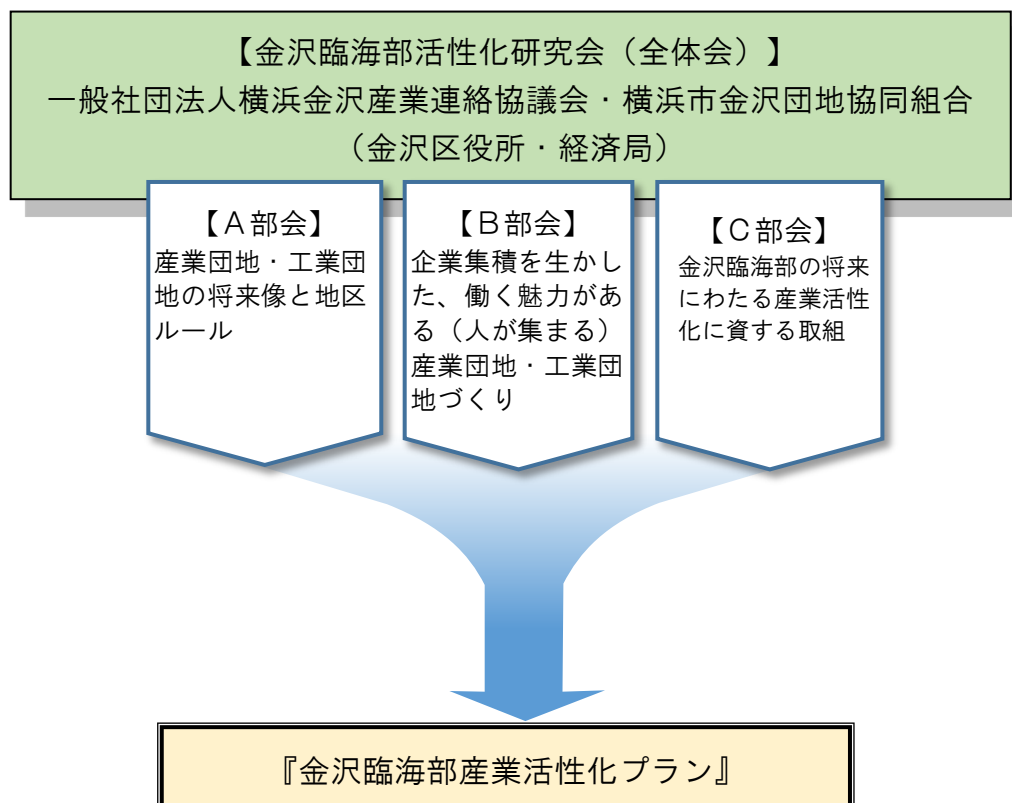 【金沢臨海部活性化研究会（全体会）】
一般社団法人横浜金沢産業連絡協議会・横浜市金沢団地協同組合
（金沢区役所・経済局）
【Ａ部会】
産業団地・工業団
地の将来像と地区
ルール
【Ｂ部会】
企業集積を生かし
た、働く魅力があ
る（人が集まる）
産業団地・工業団
地づくり
【Ｃ部会】
金沢臨海部の将来
にわたる産業活性
化に資する取組
『金沢臨海部産業活性化プラン』